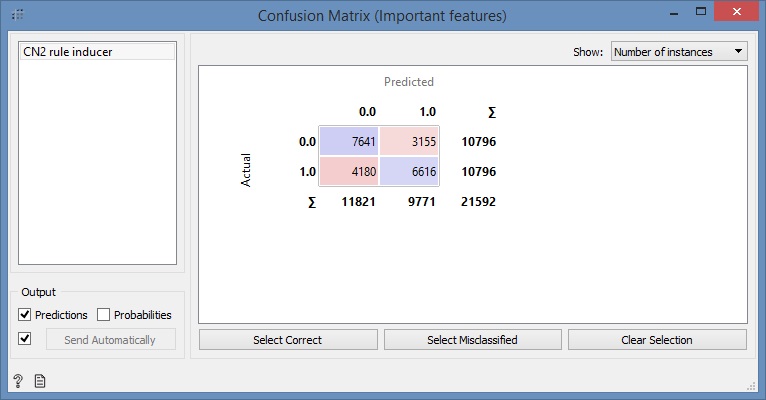 Confusion Matrix (Important features)
CN2 rule inducer
Show: Number of instances
Predicted
0.0 1.0 ∑
Actual
0.0 7641 3155 10796
1.0 4180 6616 10796
∑ 11821 9771 21592
Output
Predictions Probabilities
Send Automatically
Select Correct Select Misclassified Clear Selection
?